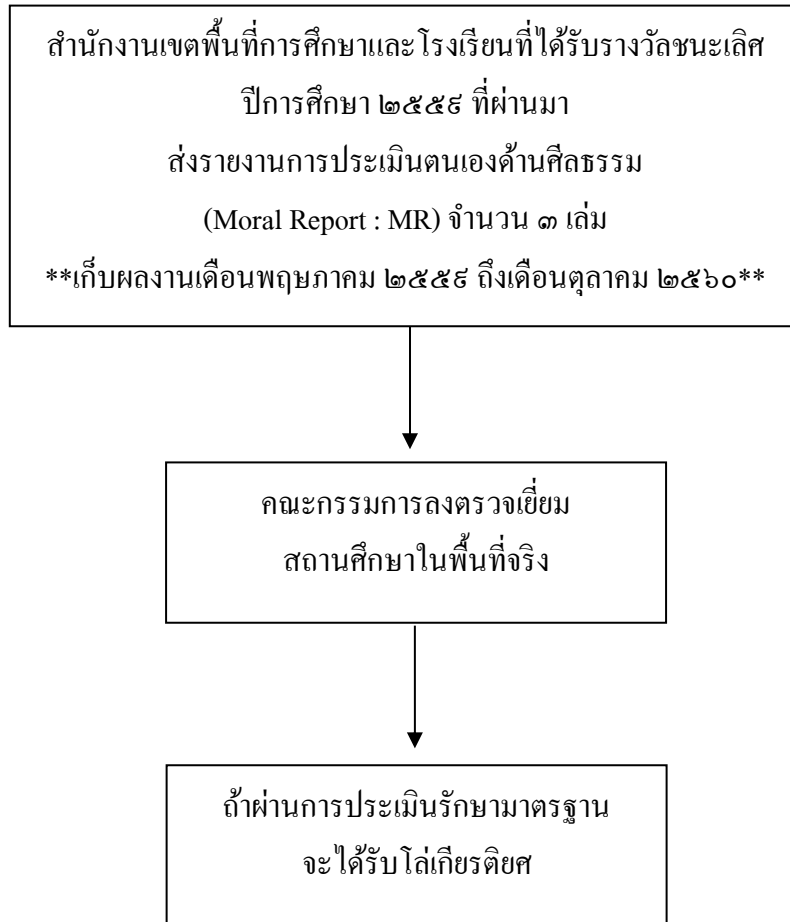 สำนักงานเขตพื้นที่การศึกษาและโรงเรียนที่ได้รับรางวัลชนะเลิศ
ปีการศึกษา ๒๕๕๙ ที่ผ่านมา
ส่งรายงานการประเมินตนเองด้านศีลธรรม
(Moral Report : MR) จำนวน ๓ เล่ม
**เก็บผลงานเดือนพฤษภาคม ๒๕๕๙ ถึงเดือนตุลาคม ๒๕๖๐**
คณะกรรมการลงตรวจเยี่ยม
สถานศึกษาในพื้นที่จริง
ถ้าผ่านการประเมินรักษามาตรฐาน
จะได้รับโล่เกียรติยศ